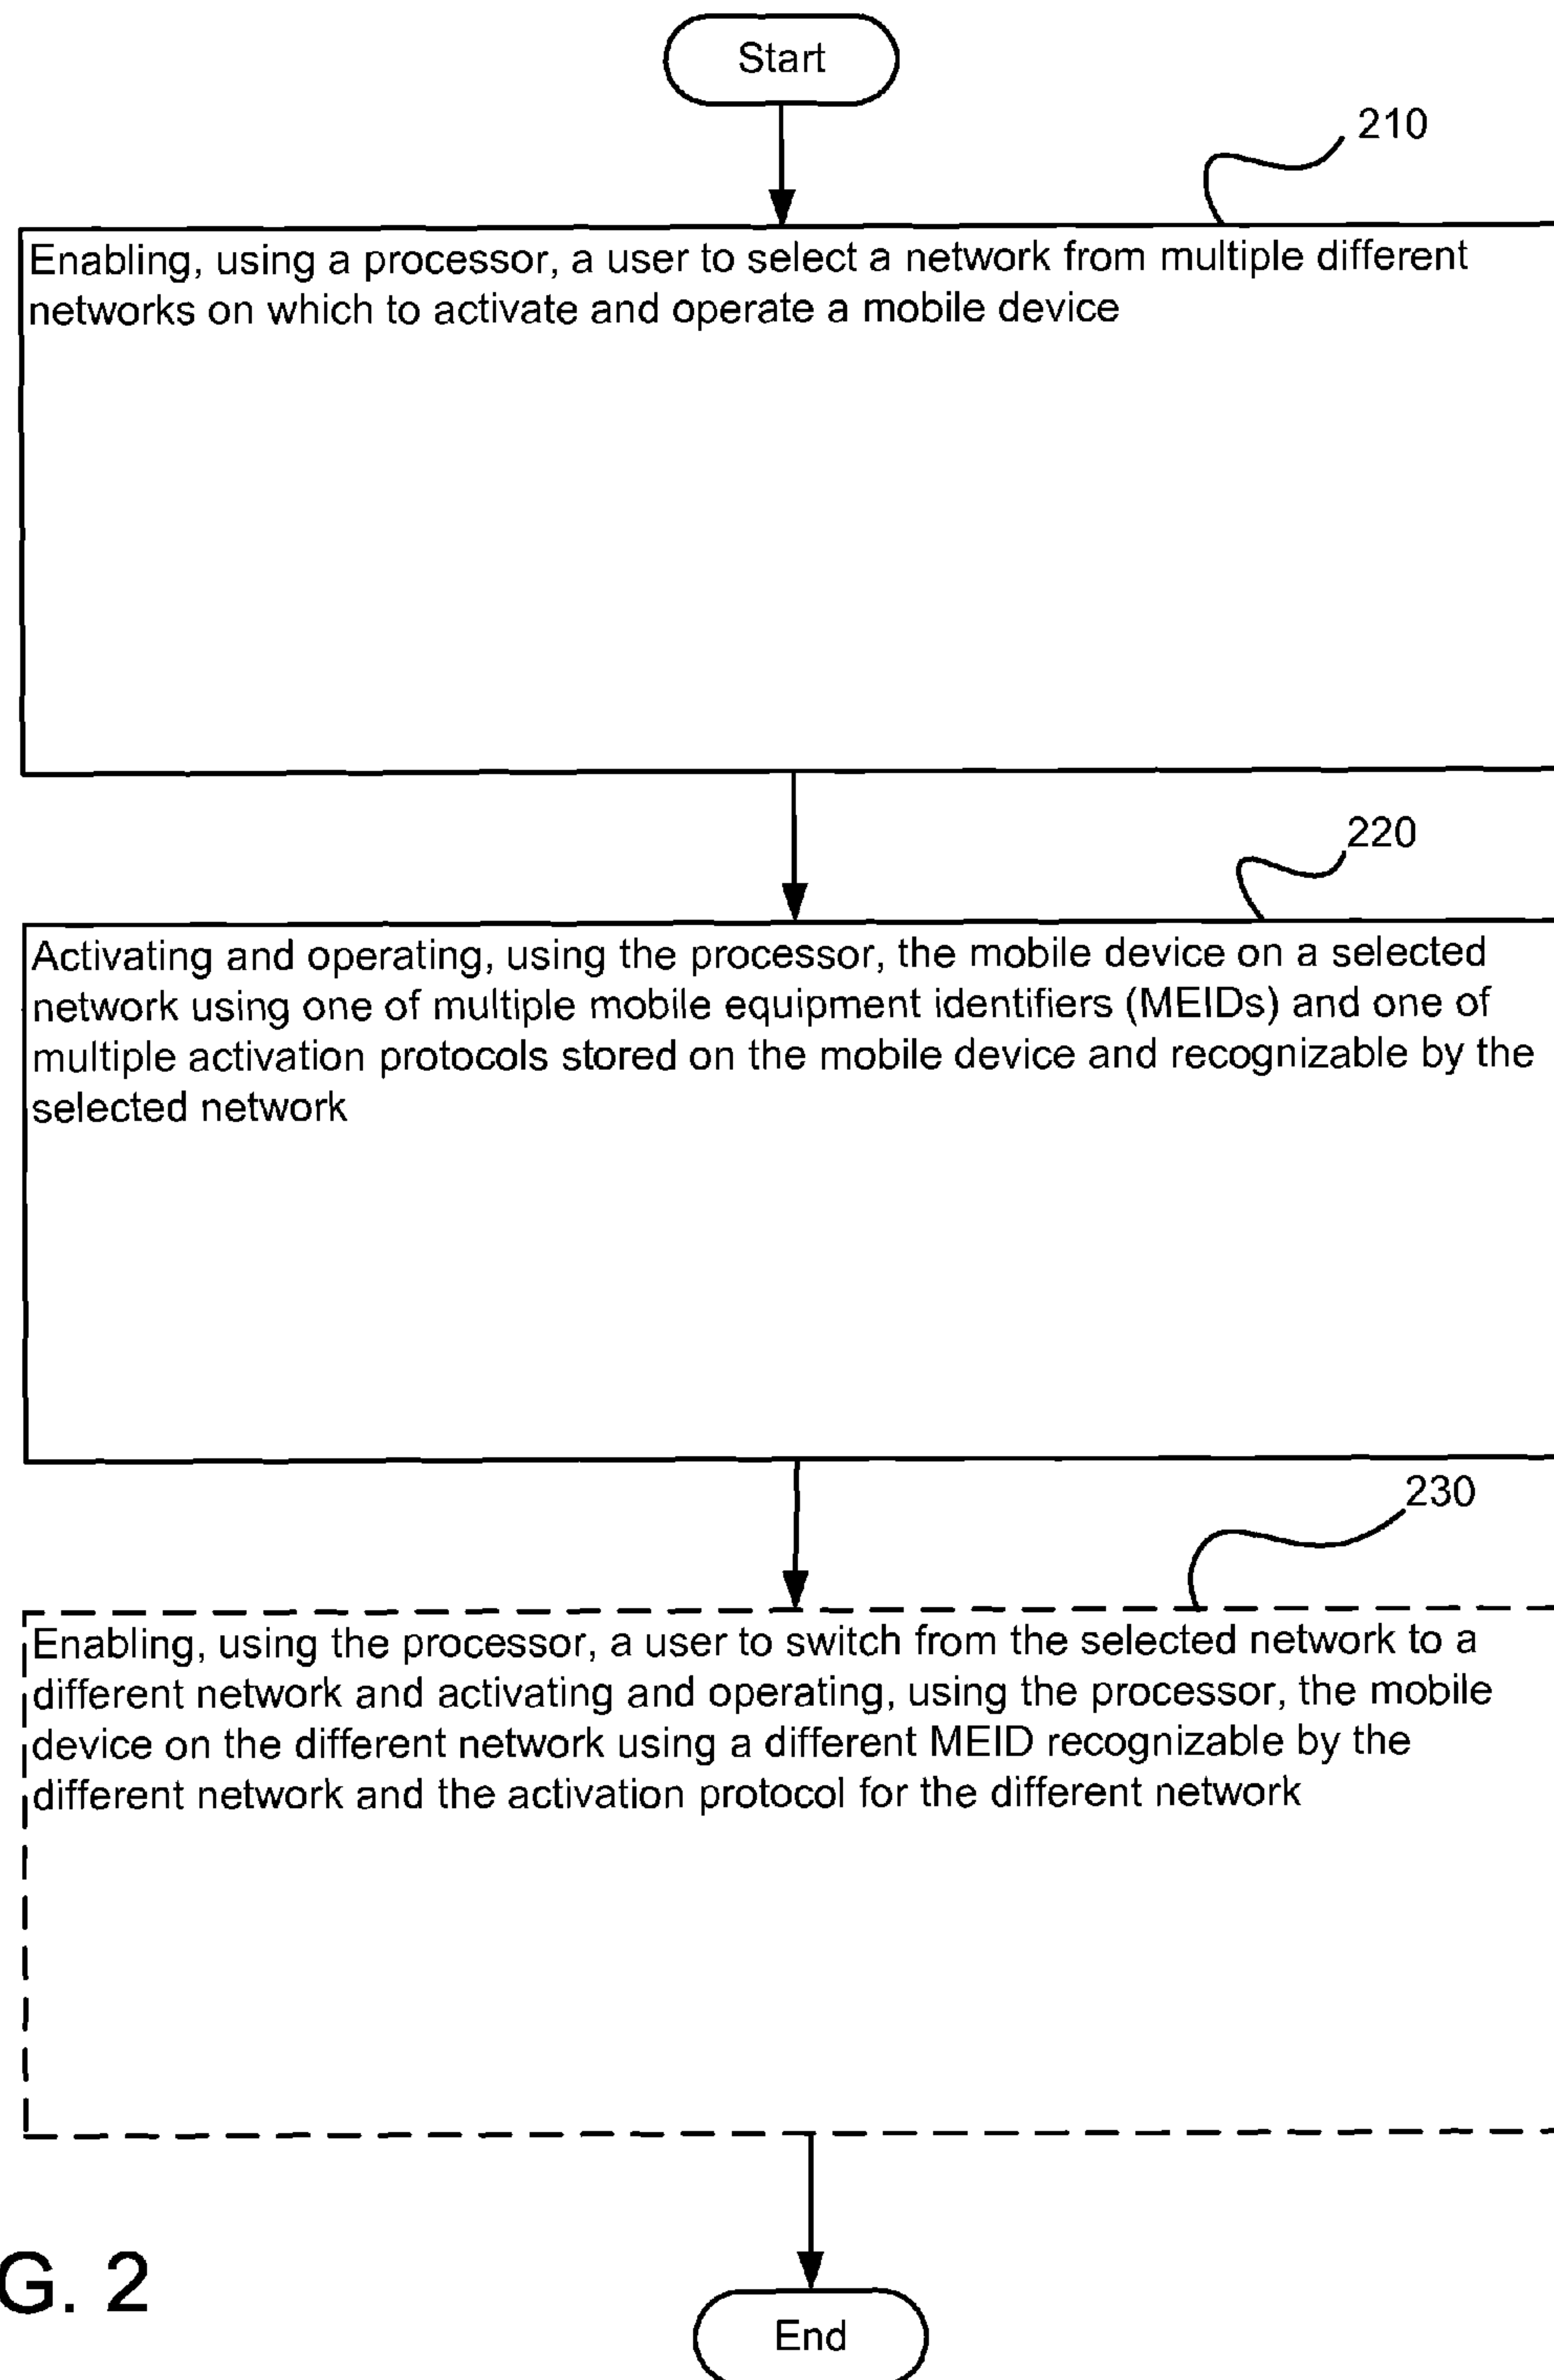 Start
210
Enabling, using a processor, a user to select a network from multiple different
networks on which to activate and operate a mobile device
220
Activating and operating, using the processor, the mobile device on a selected
network using one of multiple mobile equipment identifiers (MEIDs) and one of
multiple activation protocols stored on the mobile device and recognizable by the
selected network
230
Enabling, using the processor, a user to switch from the selected network to a
different network and activating and operating, using the processor, the mobile
device on the different network using a different MEID recognizable by the
different network and the activation protocol for the different network
G. 2
End